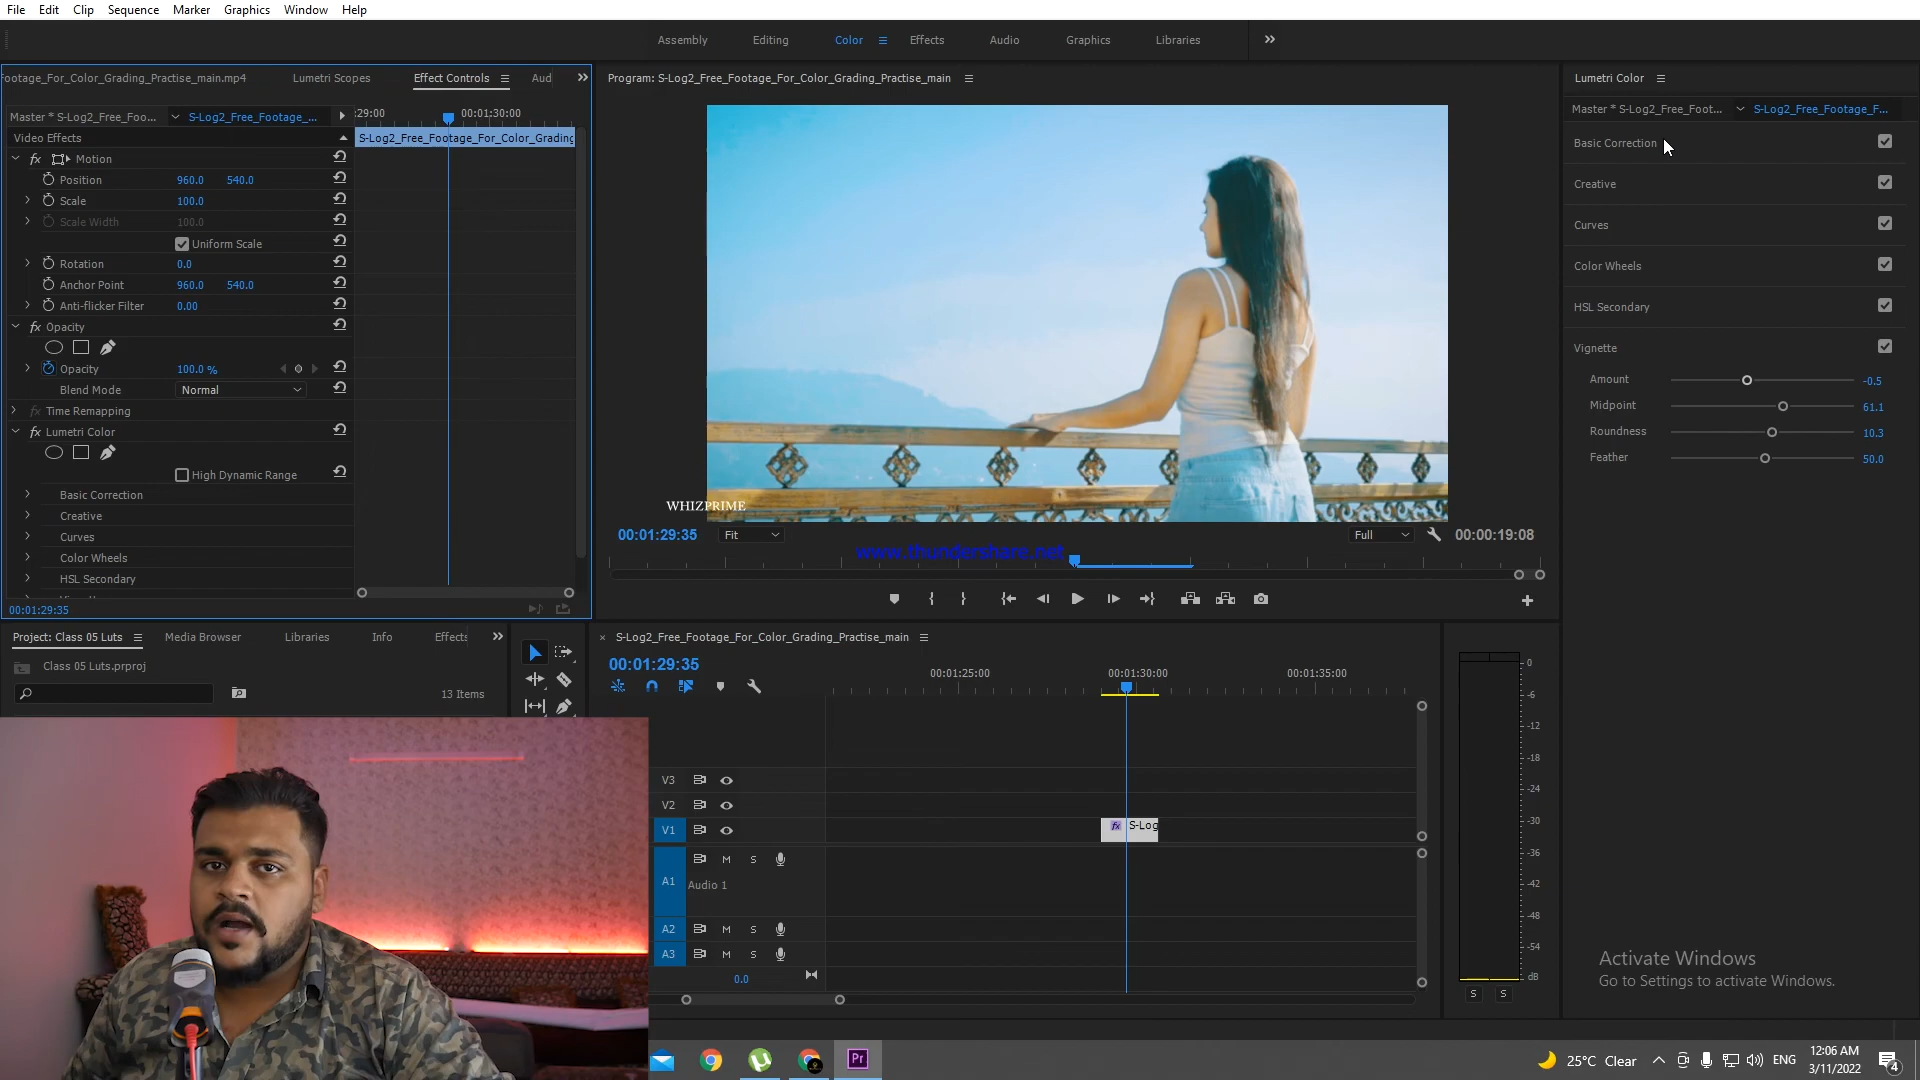 File Edit Clip Sequence Marker Graphics Window Help
Assembly Editing Color Effects Audio Graphics Libraries
ootage_For_Color_Grading_Practise_main.mp4 Lumetri Scopes Effect Controls Aud
Master * S-Log2_Free_Foo... S-Log2_Free_Footage_...
:29:00 00:01:30:00
Video Effects
S-Log2_Free_Footage_For_Color_Grading
fx Motion
Position 960.0 540.0
Scale 100.0
Scale Width 100.0
Uniform Scale
Rotation 0.0
Anchor Point 960.0 540.0
Anti-flicker Filter 0.00
fx Opacity
Opacity 100.0 %
Blend Mode Normal
fx Time Remapping
fx Lumetri Color
High Dynamic Range
Basic Correction
Creative
Curves
Color Wheels
HSL Secondary
00:01:29:35
Program: S-Log2_Free_Footage_For_Color_Grading_Practise_main
WHIZPRIME
00:01:29:35 Fit Full 00:00:19:08
www.thundershare.net
Lumetri Color
Master * S-Log2_Free_Foot... S-Log2_Free_Footage_F...
Basic Correction
Creative
Curves
Color Wheels
HSL Secondary
Vignette
Amount -0.5
Midpoint 61.1
Roundness 10.3
Feather 50.0
Project: Class 05 Luts Media Browser Libraries Info Effects
Class 05 Luts.prproj
13 Items
× S-Log2_Free_Footage_For_Color_Grading_Practise_main
00:01:29:35
00:01:25:00 00:01:30:00 00:01:35:00
V3
V2
V1
fx S-Log
A1 M S
Audio 1
A2 M S
A3 M S
0.0
0
-6
-12
-18
-24
-30
-36
-42
-48
-54
dB
S S
Activate Windows
Go to Settings to activate Windows.
Pr
25°C Clear
ENG
12:06 AM
3/11/2022
4